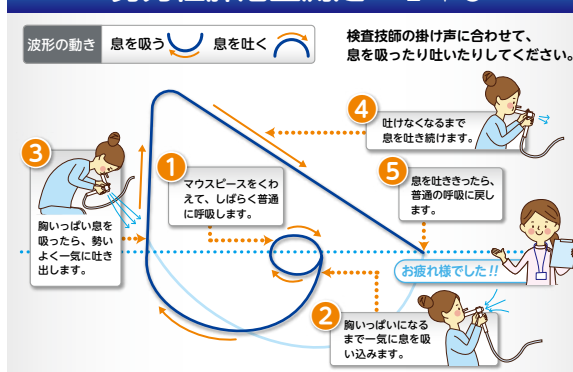 波形の動き
息を吸う
息を吐く
検査技師の掛け声に合わせて、
息を吸ったり吐いたりしてください。
1
マウスピースをくわ
えて、しばらく普通
に呼吸します。
2
胸いっぱいになる
まで一気に息を吸
い込みます。
3
胸いっぱい息を
吸ったら、勢い
よく一気に吐き
出します。
4
吐けなくなるまで
息を吐き続けます。
5
息を吐ききったら、
普通の呼吸に戻し
ます。
お疲れ様でした!!